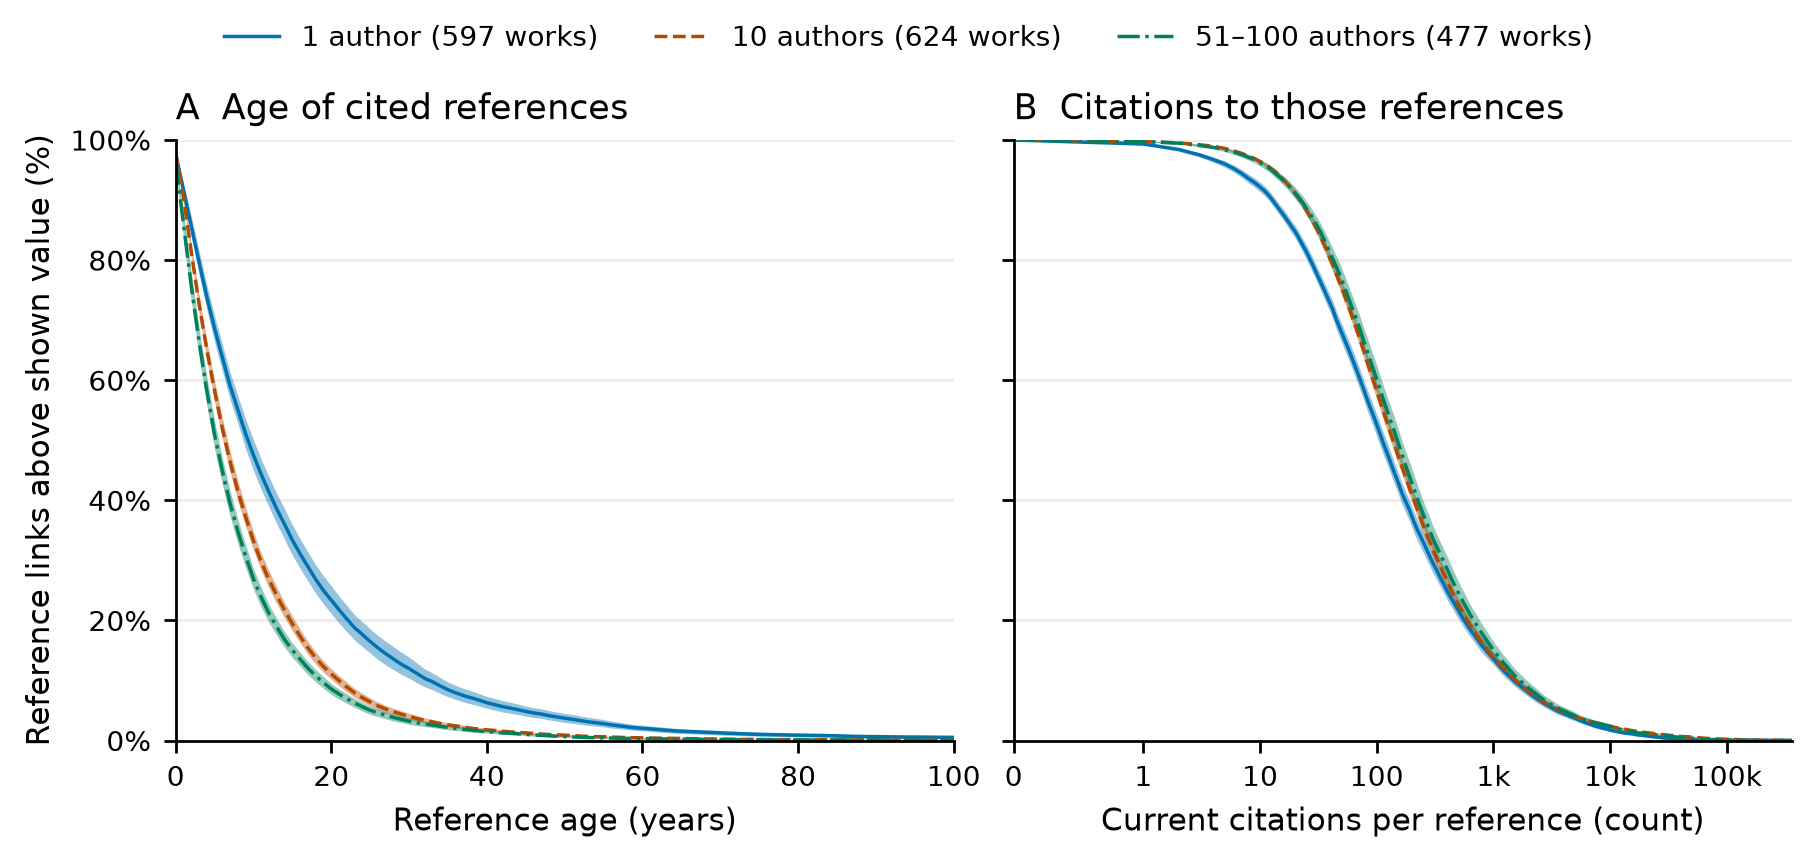 1 author (597 works) 10 authors (624 works) 51–100 authors (477 works)
A Age of cited references
B Citations to those references
Reference links above shown value (%)
100%
80%
60%
40%
20%
0%
0 20 40 60 80 100
0 1 10 100 1k 10k 100k
Reference age (years)
Current citations per reference (count)